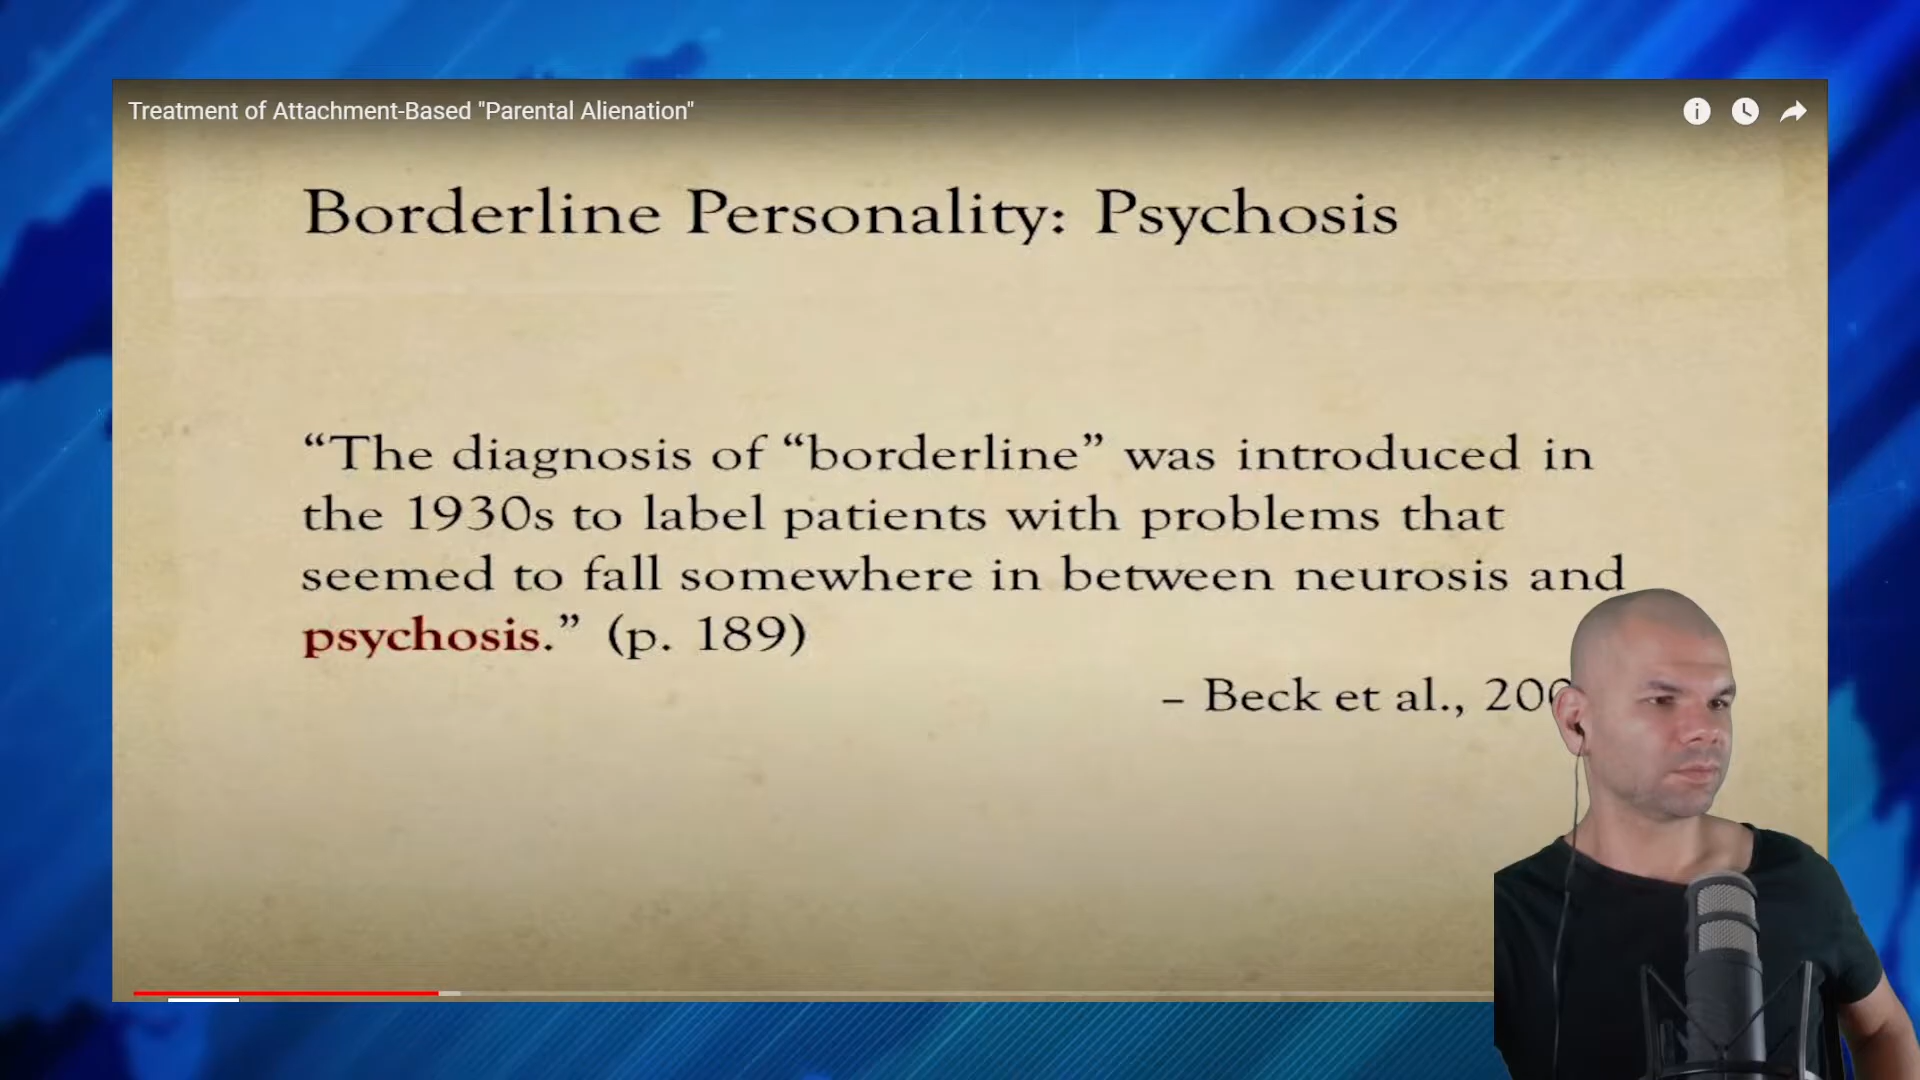 Treatment of Attachment-Based "Parental Alienation"
Borderline Personality: Psychosis
“The diagnosis of “borderline” was introduced in
the 1930s to label patients with problems that
seemed to fall somewhere in between neurosis and
psychosis.” (p. 189)
– Beck et al.,